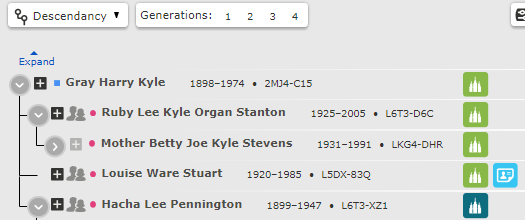 Descendancy ▼ Generations: 1 2 3 4
Expand
Gray Harry Kyle 1898–1974 • 2MJ4-C15
Ruby Lee Kyle Organ Stanton 1925–2005 • L6T3-D6C
Mother Betty Joe Kyle Stevens 1931–1991 • LKG4-DHR
Louise Ware Stuart 1920–1985 • L5DX-83Q
Hacha Lee Pennington 1899–1947 • L6T3-XZ1